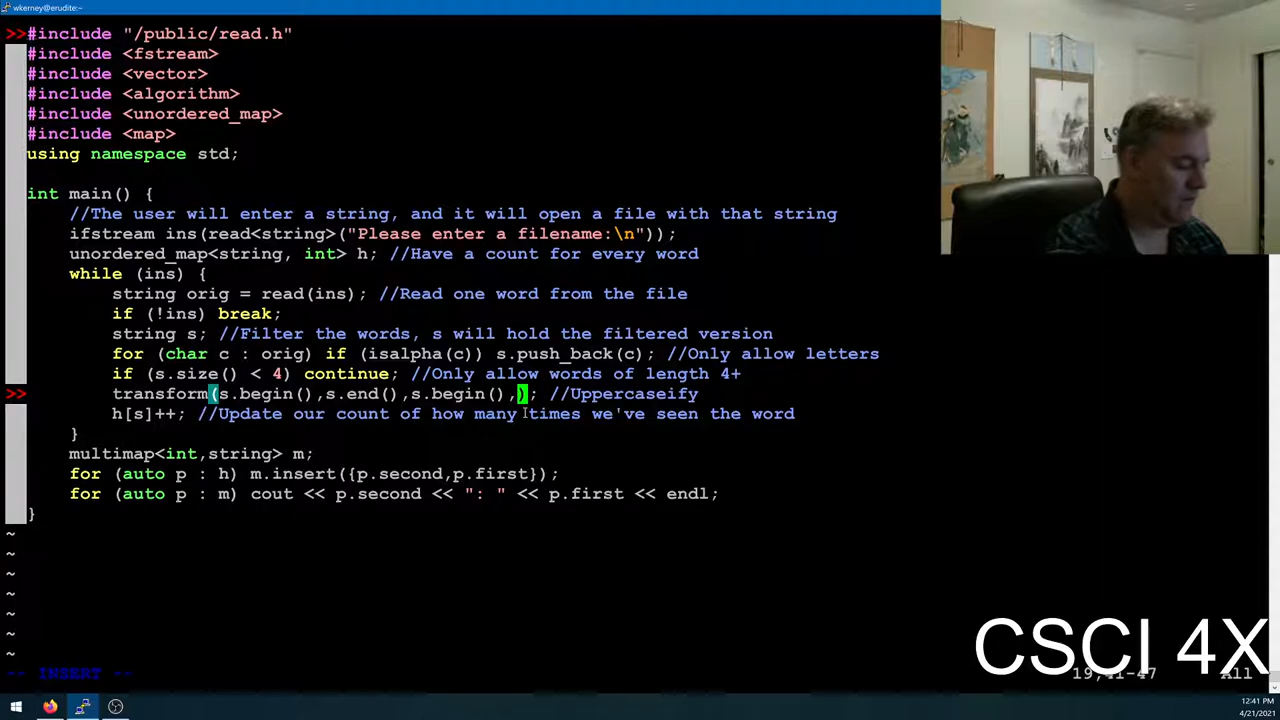 wkerney@erudite:~
>>#include "/public/read.h"
#include <fstream>
#include <vector>
#include <algorithm>
#include <unordered_map>
#include <map>
using namespace std;
int main() {
//The user will enter a string, and it will open a file with that string
ifstream ins(read<string>("Please enter a filename:\n"));
unordered_map<string, int> h; //Have a count for every word
while (ins) {
string orig = read(ins); //Read one word from the file
if (!ins) break;
string s; //Filter the words, s will hold the filtered version
for (char c : orig) if (isalpha(c)) s.push_back(c); //Only allow letters
if (s.size() < 4) continue; //Only allow words of length 4+
>> transform(s.begin(),s.end(),s.begin(),); //Uppercaseify
h[s]++; //Update our count of how many times we've seen the word
}
multimap<int,string> m;
for (auto p : h) m.insert({p.second,p.first});
for (auto p : m) cout << p.second << ": " << p.first << endl;
}
~
~
~
~
~
~
~
CSCI 4X
-- INSERT -- 19,41-47 All
12:41 PM
4/21/2021